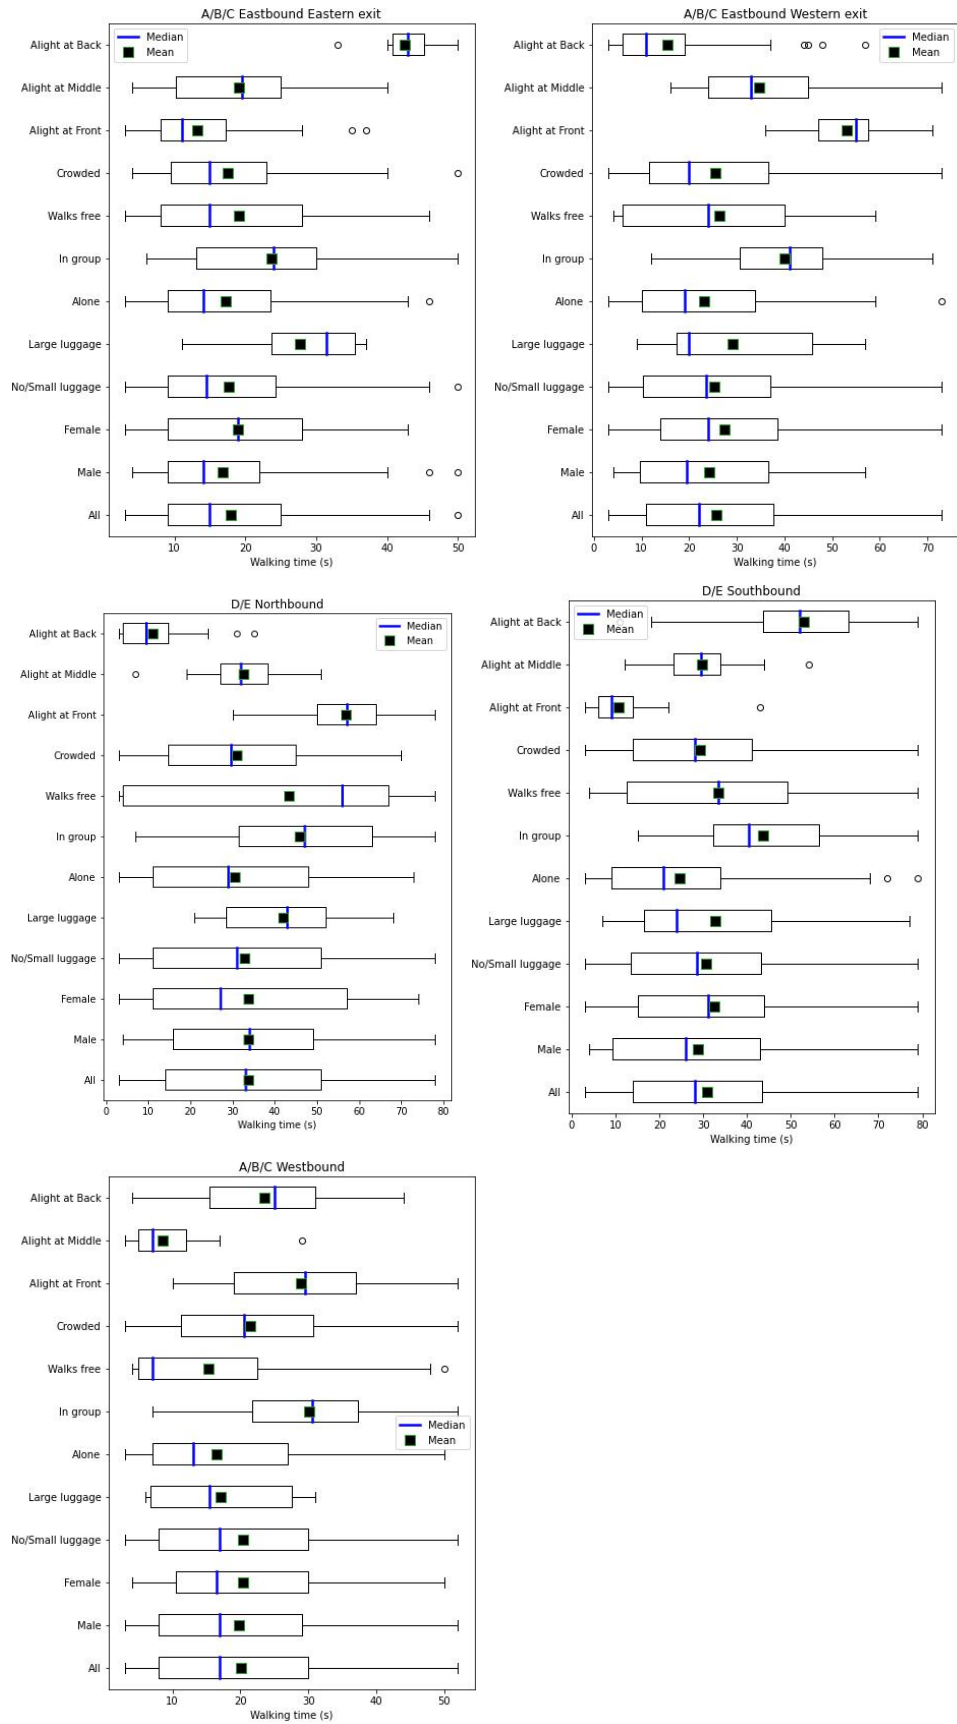 A/B/C Eastbound Eastern exit
Median
Mean
Alight at Back
Alight at Middle
Alight at Front
Crowded
Walks free
In group
Alone
Large luggage
No/Small luggage
Female
Male
All
10 20 30 40 50
Walking time (s)
A/B/C Eastbound Western exit
Median
Mean
Alight at Back
Alight at Middle
Alight at Front
Crowded
Walks free
In group
Alone
Large luggage
No/Small luggage
Female
Male
All
0 10 20 30 40 50 60 70
Walking time (s)
D/E Northbound
Median
Mean
Alight at Back
Alight at Middle
Alight at Front
Crowded
Walks free
In group
Alone
Large luggage
No/Small luggage
Female
Male
All
0 10 20 30 40 50 60 70 80
Walking time (s)
D/E Southbound
Median
Mean
Alight at Back
Alight at Middle
Alight at Front
Crowded
Walks free
In group
Alone
Large luggage
No/Small luggage
Female
Male
All
0 10 20 30 40 50 60 70 80
Walking time (s)
A/B/C Westbound
Alight at Back
Alight at Middle
Alight at Front
Crowded
Walks free
In group
Median
Mean
Alone
Large luggage
No/Small luggage
Female
Male
All
10 20 30 40 50
Walking time (s)